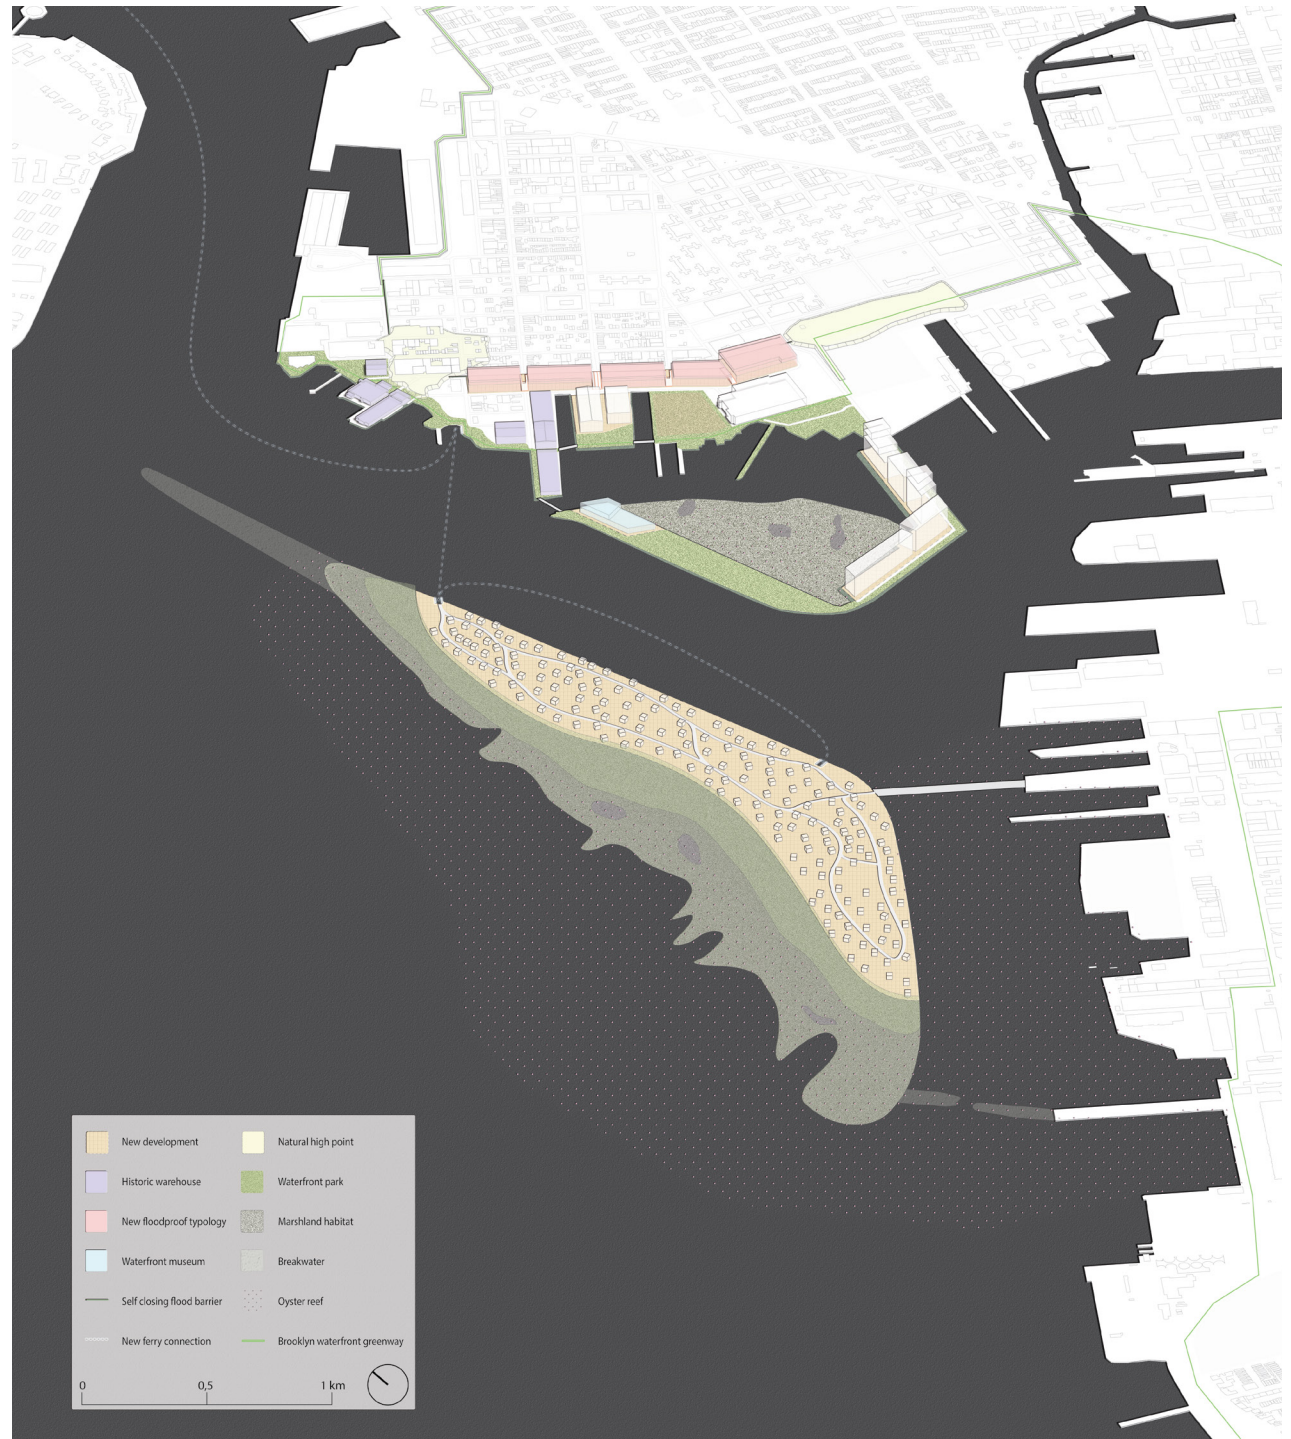 New development
Natural high point
Historic warehouse
Waterfront park
New floodproof typology
Marshland habitat
Waterfront museum
Breakwater
Self closing flood barrier
Oyster reef
New ferry connection
Brooklyn waterfront greenway
0 0,5 1 km